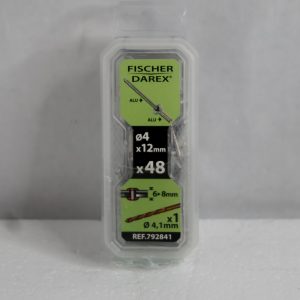 FISCHER
DAREX®
ALU
ALU
Ø4
x12mm
x48
6>8mm
x1
Ø 4,1mm
REF.792841